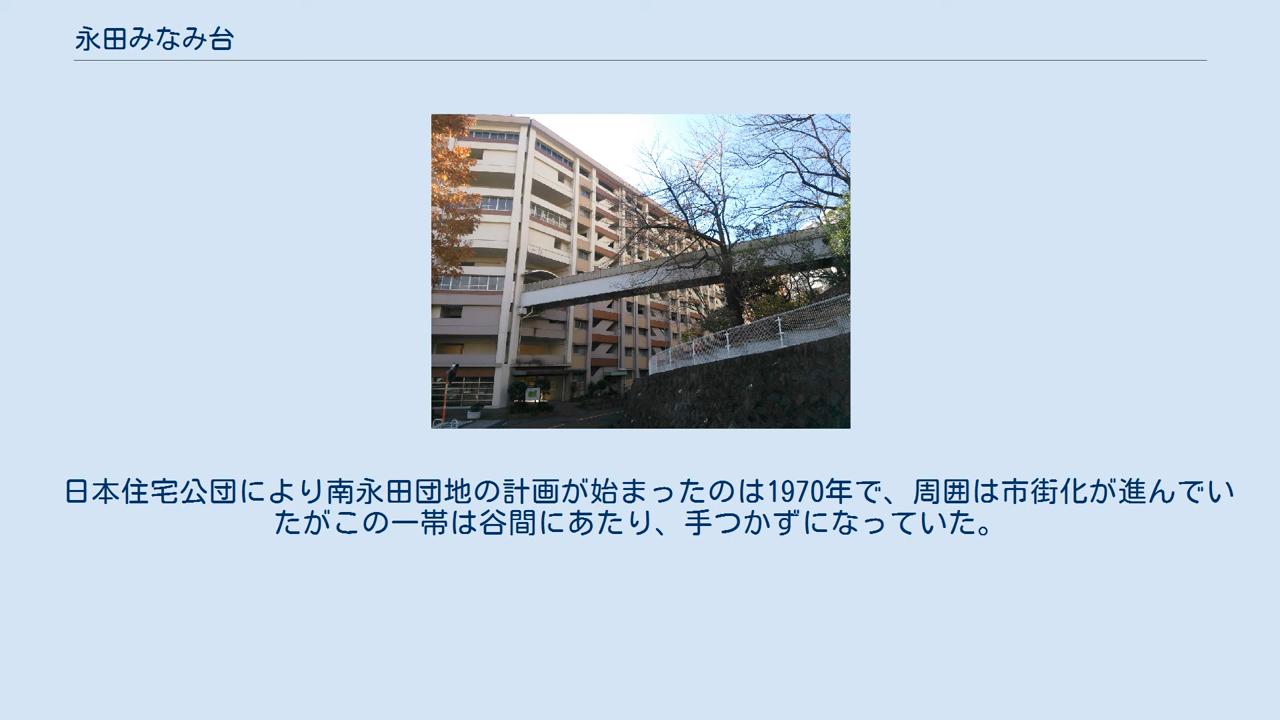 永田みなみ台
日本住宅公団により南永田団地の計画が始まったのは1970年で、周囲は市街化が進んでい
たがこの一帯は谷間にあたり、手つかずになっていた。